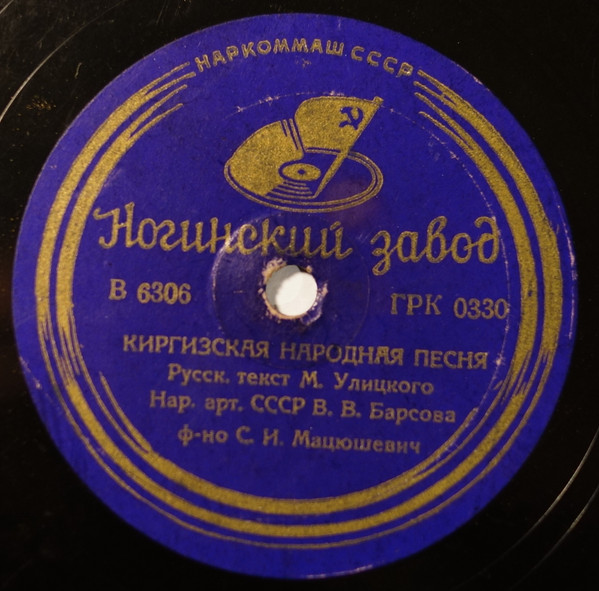 НАРКОММАШ. СССР
Ногинский завод
В 6306 ГРК 0330
КИРГИЗСКАЯ НАРОДНАЯ ПЕСНЯ
Русск. текст М. Улицкого
Нар. арт. СССР В. В. Барсова
ф-но С. И. Мацюшевич